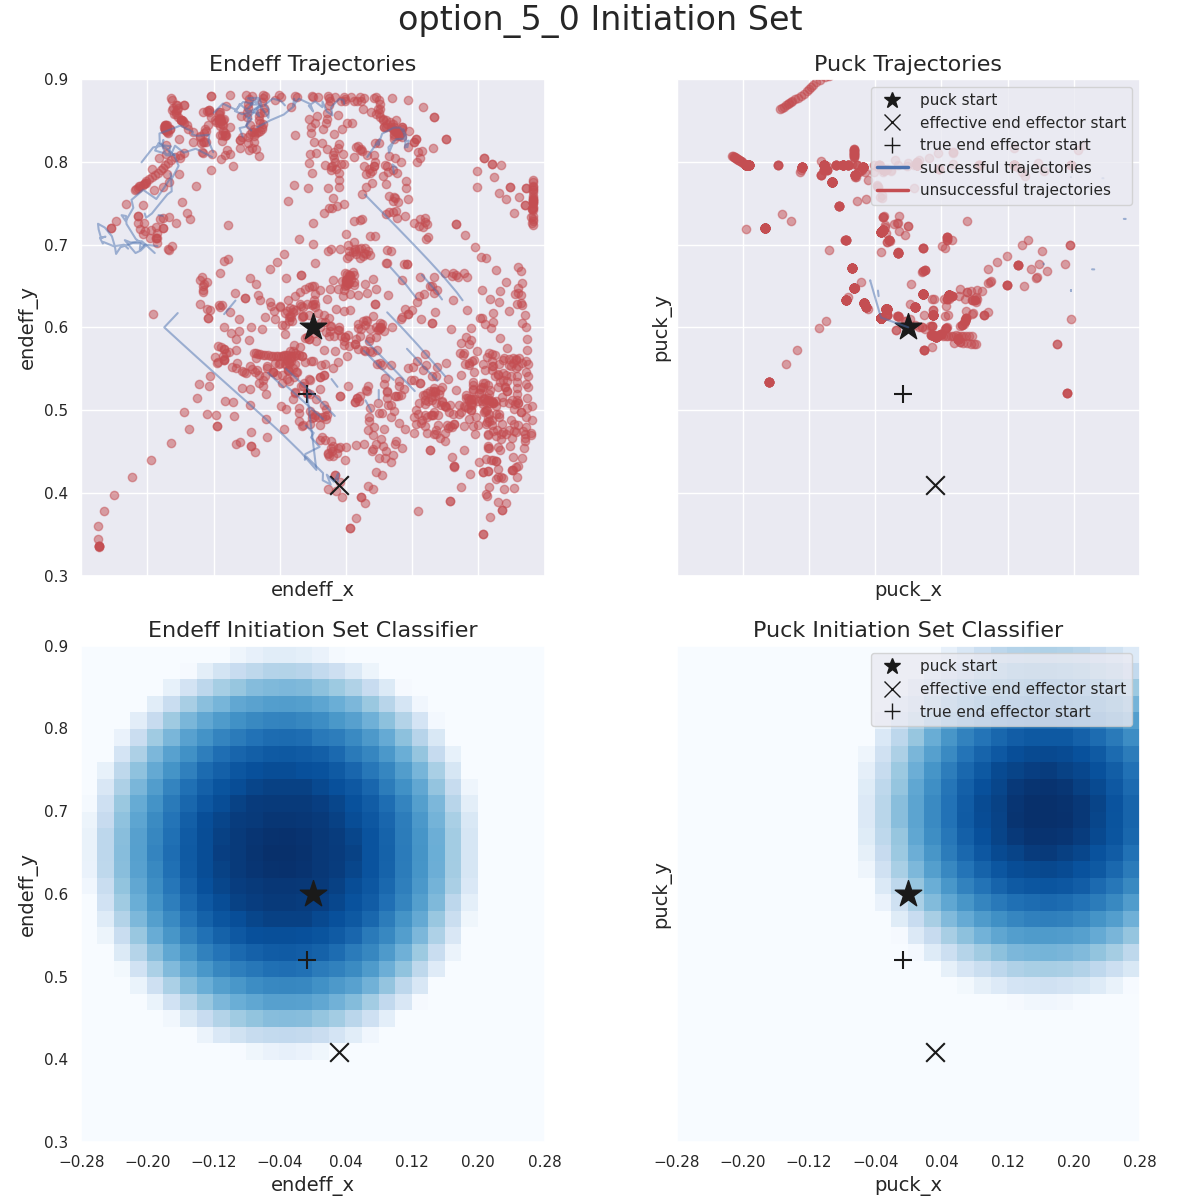 option_5_0 Initiation Set
Endeff Trajectories
Puck Trajectories
0.9
0.8
0.7
0.6
0.5
0.4
0.3
endeff_y
endeff_x
puck start
effective end effector start
true end effector start
successful trajectories
unsuccessful trajectories
puck_y
puck_x
Endeff Initiation Set Classifier
Puck Initiation Set Classifier
0.9
0.8
0.7
0.6
0.5
0.4
0.3
endeff_y
−0.28 −0.20 −0.12 −0.04 0.04 0.12 0.20 0.28
endeff_x
puck start
effective end effector start
true end effector start
puck_y
−0.28 −0.20 −0.12 −0.04 0.04 0.12 0.20 0.28
puck_x